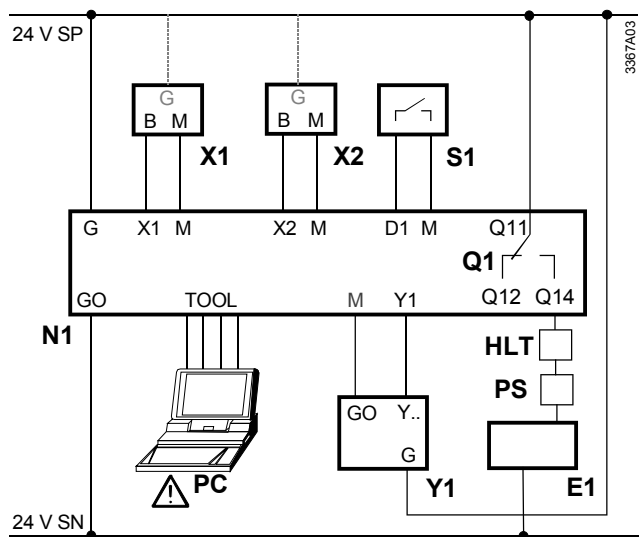 24 V SP
3367A03
G
B M
X1
G
B M
X2
S1
G X1 M X2 M D1 M Q11
Q1
GO TOOL M Y1 Q12 Q14
N1
HLT
PS
GO Y..
G
PC
Y1
E1
24 V SN